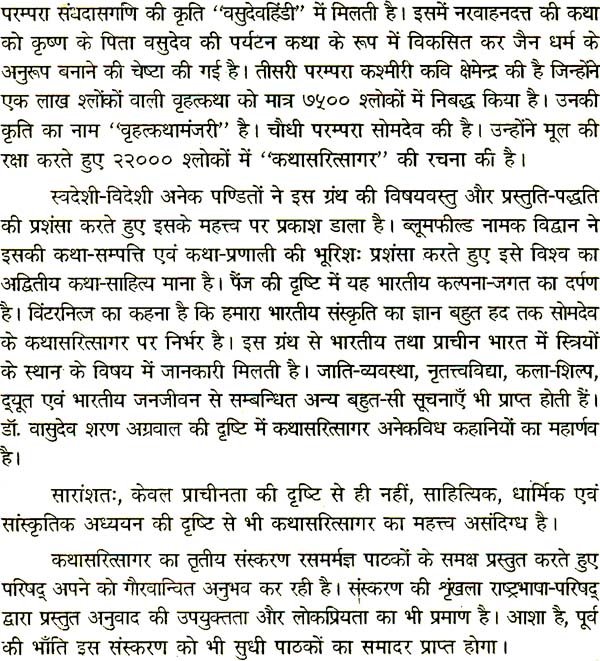 परम्परा संघदासगणि की कृति “वसुदेवहिंडी” में मिलती है। इसमें नरवाहनदत्त की कथा
को कृष्ण के पिता वसुदेव की पर्यटन कथा के रूप में विकसित कर जैन धर्म के
अनुरूप बनाने की चेष्टा की गई है। तीसरी परम्परा कश्मीरी कवि क्षेमेन्द्र की है जिन्होंने
एक लाख श्लोंकों वाली वृहत्कथा को मात्र ७५०० श्लोकों में निबद्ध किया है। उनकी
कृति का नाम “वृहत्कथामंजरी” है। चौथी परम्परा सोमदेव की है। उन्होंने मूल की
रक्षा करते हुए २२००० श्लोकों में “कथासरित्सागर” की रचना की है।
स्वदेशी-विदेशी अनेक पण्डितों ने इस ग्रंथ की विषयवस्तु और प्रस्तुति-पद्धति
की प्रशंसा करते हुए इसके महत्त्व पर प्रकाश डाला है। ब्लूमफील्ड नामक विद्वान ने
इसकी कथा-सम्पत्ति एवं कथा-प्रणाली की भूरिशः प्रशंसा करते हुए इसे विश्व का
अद्वितीय कथा-साहित्य माना है। पैंज की दृष्टि में यह भारतीय कल्पना-जगत का दर्पण
है। विंटरनित्ज का कहना है कि हमारा भारतीय संस्कृति का ज्ञान बहुत हद तक सोमदेव
के कथासरित्सागर पर निर्भर है। इस ग्रंथ से भारतीय तथा प्राचीन भारत में स्त्रियों
के स्थान के विषय में जानकारी मिलती है। जाति-व्यवस्था, नृतत्त्वविद्या, कला-शिल्प,
द्यूत एवं भारतीय जनजीवन से सम्बन्धित अन्य बहुत-सी सूचनाएँ भी प्राप्त होती हैं।
डॉ. वासुदेव शरण अग्रवाल की दृष्टि में कथासरित्सागर अनेकविध कहानियों का महार्णव
है।
सारांशतः, केवल प्राचीनता की दृष्टि से ही नहीं, साहित्यिक, धार्मिक एवं
सांस्कृतिक अध्ययन की दृष्टि से भी कथासरित्सागर का महत्त्व असंदिग्ध है।
कथासरित्सागर का तृतीय संस्करण रसमर्मज्ञ पाठकों के समक्ष प्रस्तुत करते हुए
परिषद् अपने को गौरवान्वित अनुभव कर रही है। संस्करण की शृंखला राष्ट्रभाषा-परिषद्
द्वारा प्रस्तुत अनुवाद की उपयुक्तता और लोकप्रियता का भी प्रमाण है। आशा है, पूर्व
की भाँति इस संस्करण को भी सुधी पाठकों का समादर प्राप्त होगा।